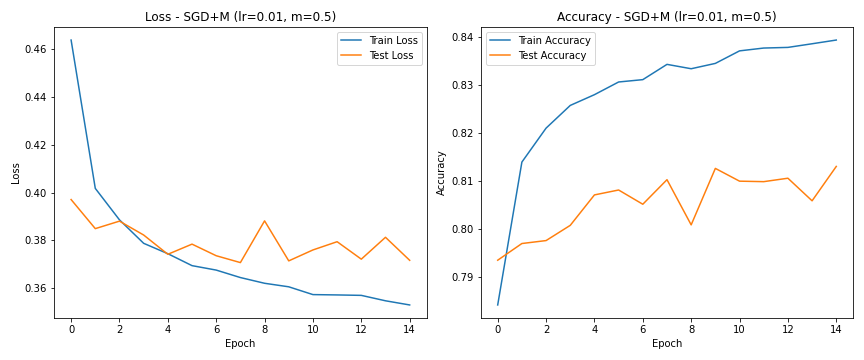 Loss - SGD+M (lr=0.01, m=0.5)
Train Loss
Test Loss
Loss
0.46
0.44
0.42
0.40
0.38
0.36
0 2 4 6 8 10 12 14
Epoch
Accuracy - SGD+M (lr=0.01, m=0.5)
Train Accuracy
Test Accuracy
Accuracy
0.84
0.83
0.82
0.81
0.80
0.79
0 2 4 6 8 10 12 14
Epoch